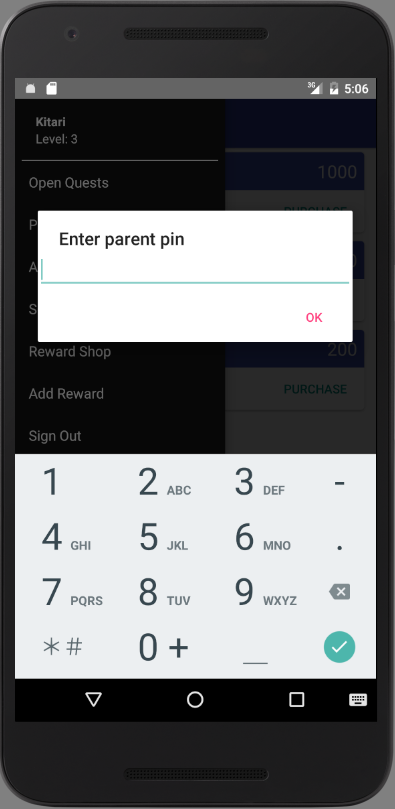 3G 5:06
Kitari
Level: 3
1000
Open Quests
PURCHASE
P
Enter parent pin
A
0
S
OK
Reward Shop
200
Add Reward
PURCHASE
Sign Out
1 2 ABC 3 DEF -
4 GHI 5 JKL 6 MNO .
7 PQRS 8 TUV 9 WXYZ
*# 0 + _